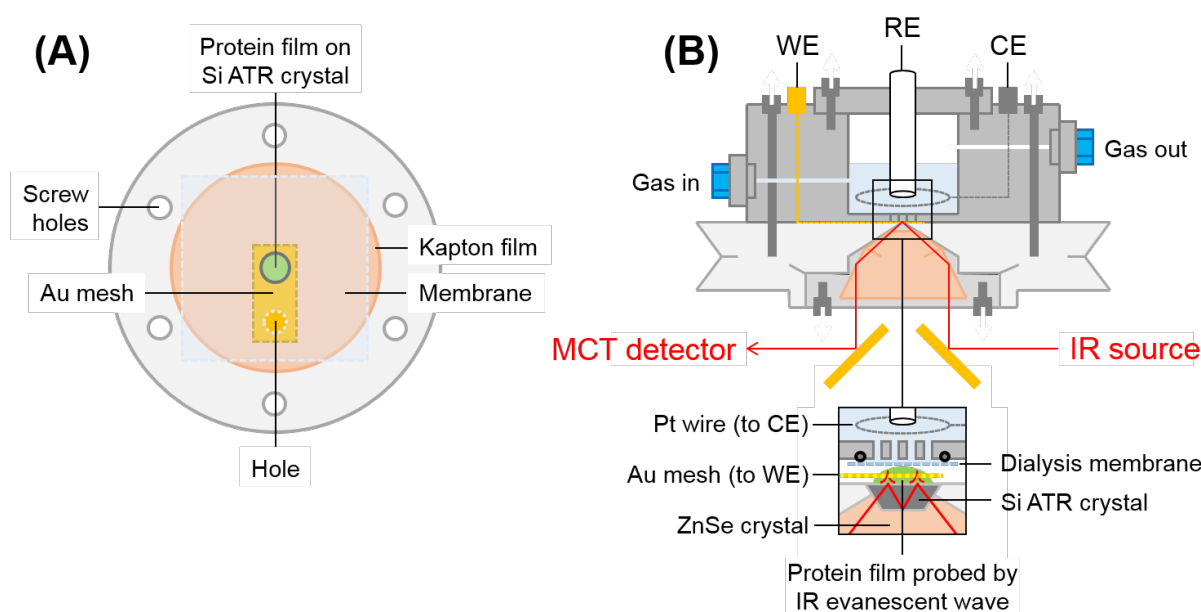 (A)
Protein film on
Si ATR crystal
Screw
holes
Kapton film
Au mesh
Membrane
Hole
(B)
WE
RE
CE
Gas in
Gas out
MCT detector
IR source
Pt wire (to CE)
Au mesh (to WE)
Dialysis membrane
Si ATR crystal
ZnSe crystal
Protein film probed by
IR evanescent wave